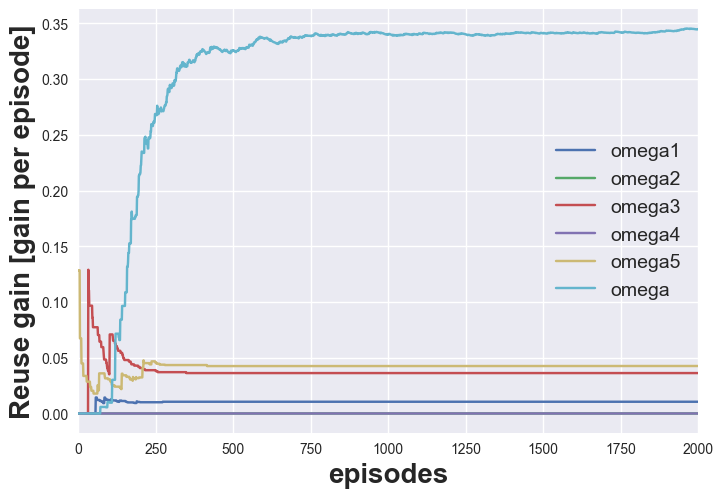 Reuse gain [gain per episode]
0.35
0.30
0.25
0.20
0.15
0.10
0.05
0.00
omega1
omega2
omega3
omega4
omega5
omega
0 250 500 750 1000 1250 1500 1750 2000
episodes